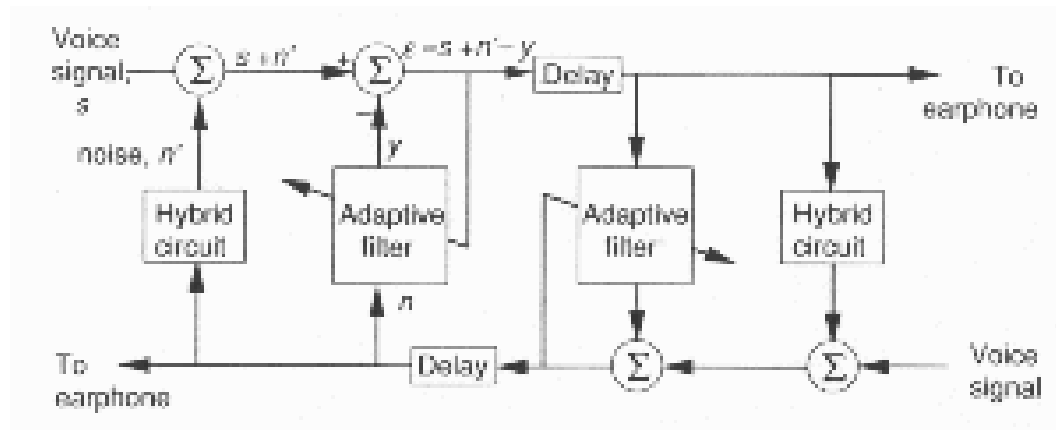 Voice
signal,
s
s + n'
+
ε = s + n' – y
Delay
To
earphone
Σ
Σ
noise, n'
–
y
Hybrid
circuit
Adaptive
filter
Adaptive
filter
Hybrid
circuit
n
To
earphone
Delay
Σ
Σ
Voice
signal